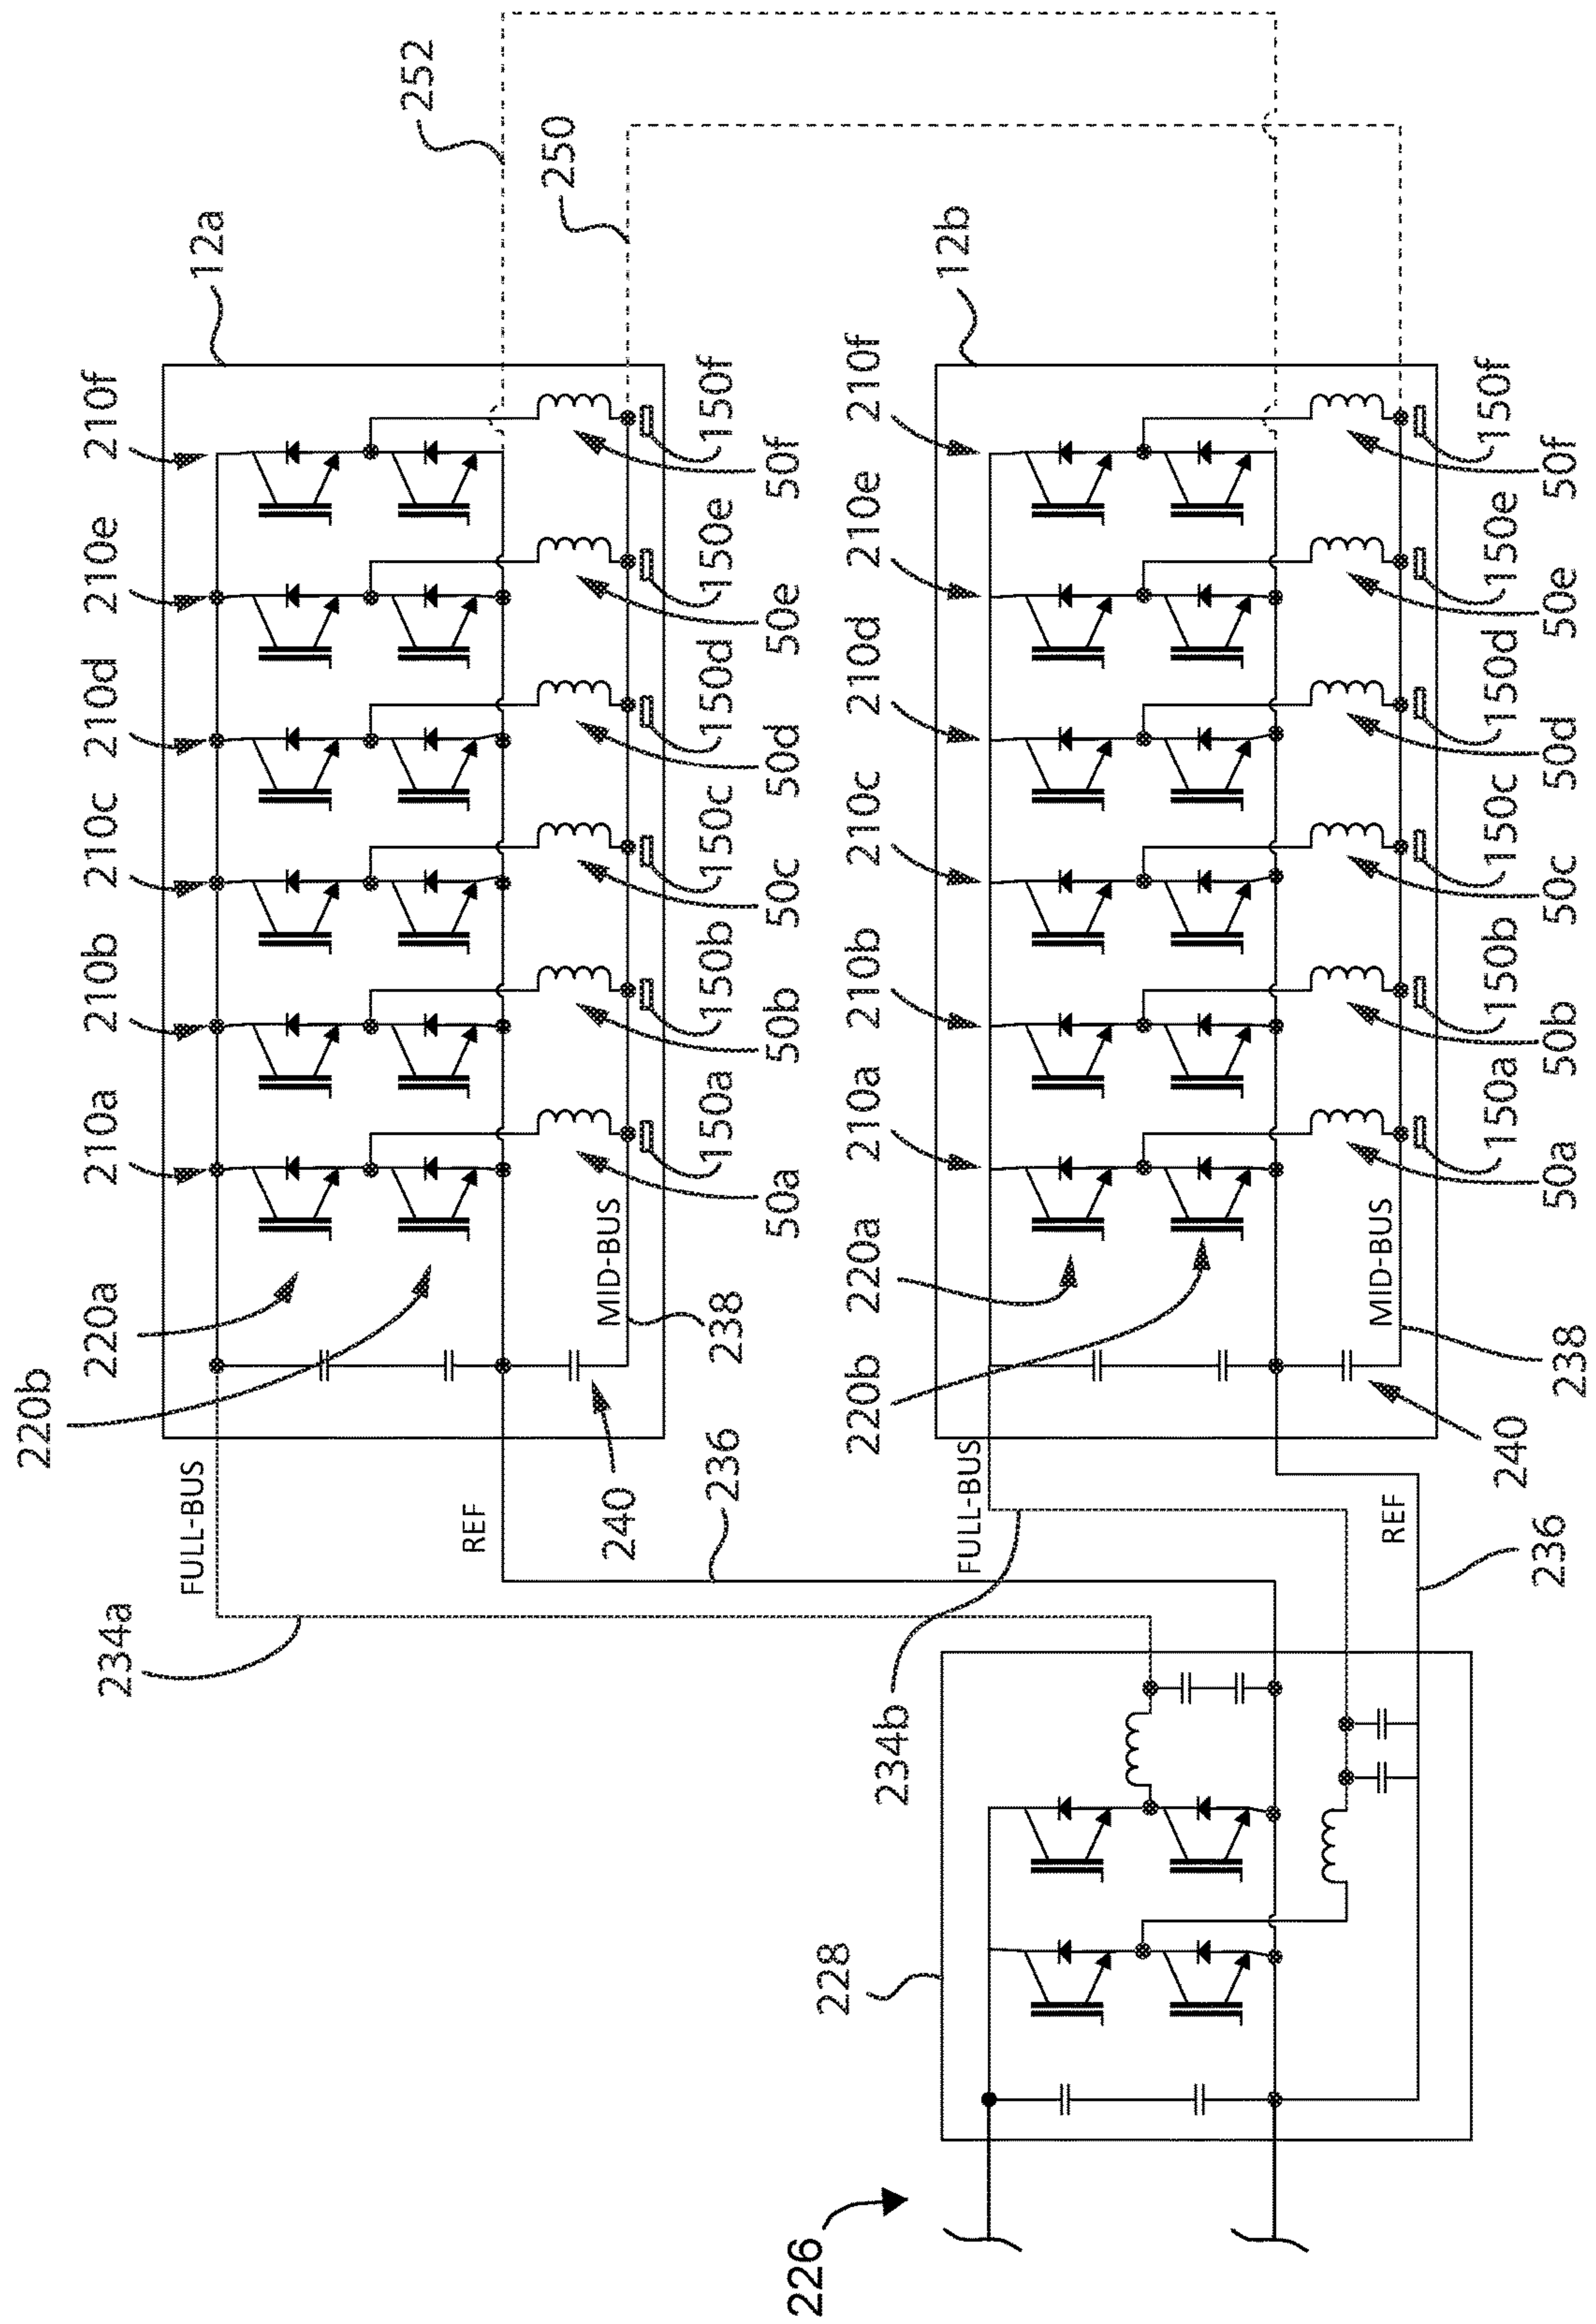 252
250
12a
210a
210b
210c
210d
210e
210f
220a
220b
150a
150b
150c
150d
150e
150f
50a
50b
50c
50d
50e
50f
MID-BUS
238
240
FULL-BUS
REF
234a
236
12b
210a
210b
210c
210d
210e
210f
220a
220b
150a
150b
150c
150d
150e
150f
50a
50b
50c
50d
50e
50f
MID-BUS
238
240
FULL-BUS
REF
234b
236
228
226